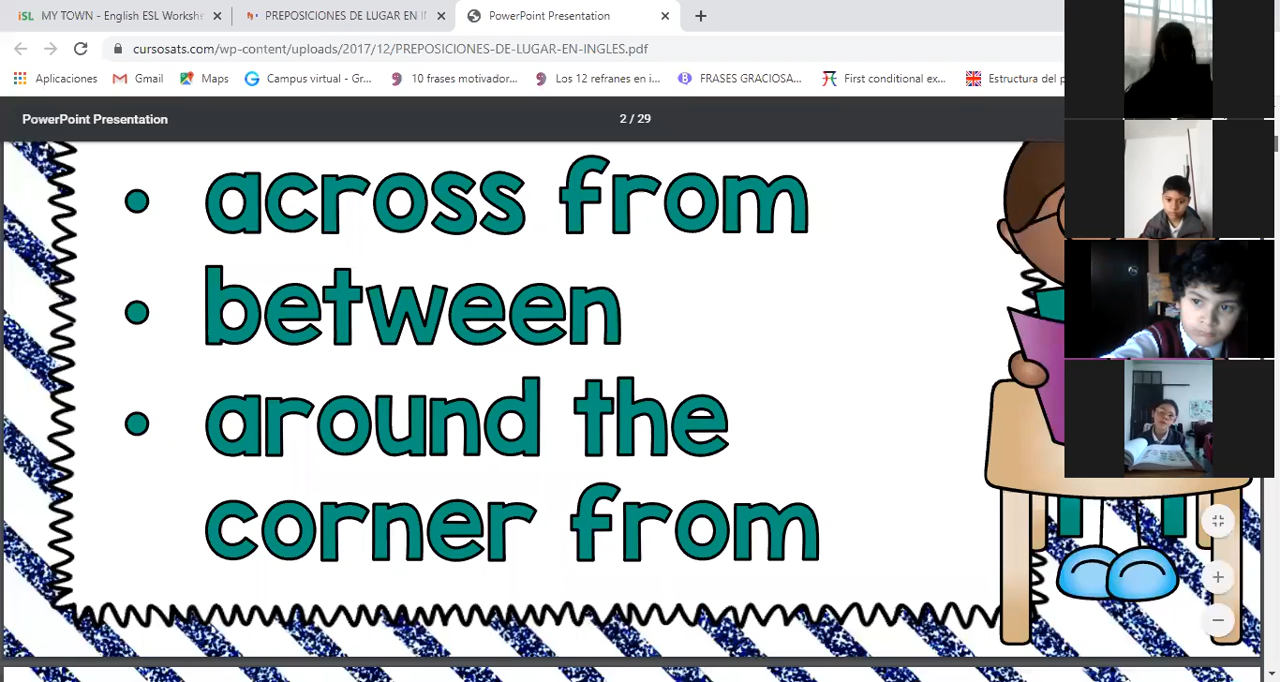 iSL MY TOWN - English ESL Workshe
PREPOSICIONES DE LUGAR EN I
PowerPoint Presentation
cursosats.com/wp-content/uploads/2017/12/PREPOSICIONES-DE-LUGAR-EN-INGLES.pdf
Aplicaciones Gmail Maps Campus virtual - Gr... 10 frases motivador... Los 12 refranes en i... FRASES GRACIOSA... First conditional ex... Estructura del p
PowerPoint Presentation 2 / 29
• across from
• between
• around the
corner from